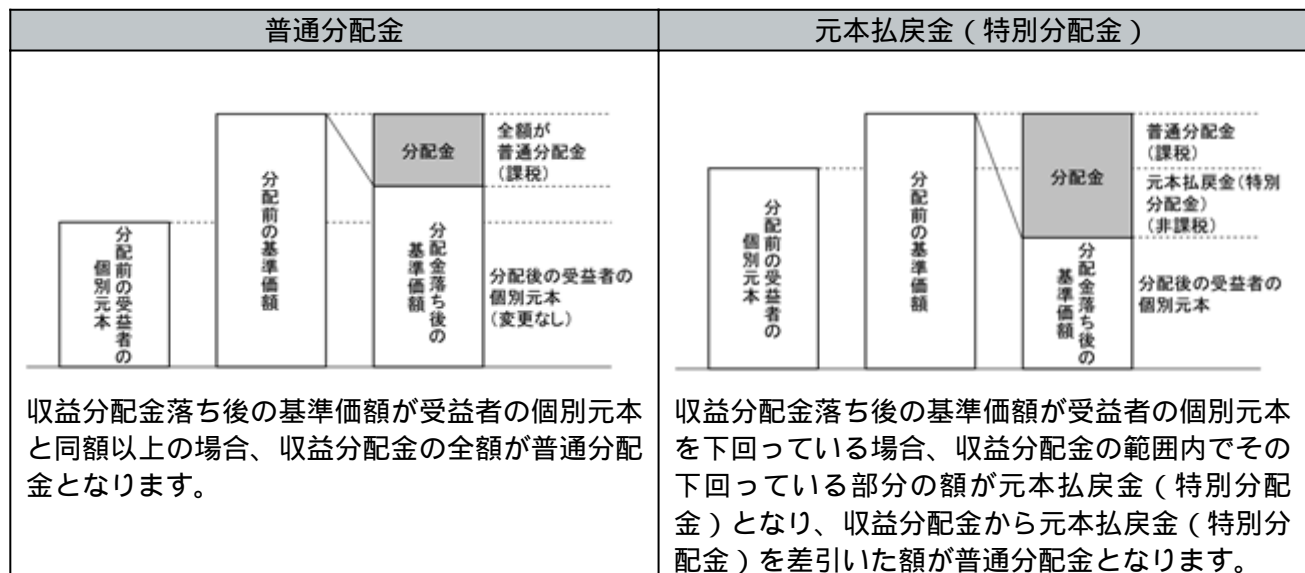 普通分配金
分配前の受益者の
個別元本
分配前の基準価額
分配金
分配金落ち後の
基準価額
全額が
普通分配金
(課税)
分配後の受益者の
個別元本
(変更なし)
収益分配金落ち後の基準価額が受益者の個別元本
と同額以上の場合、収益分配金の全額が普通分配
金となります。
元本払戻金（特別分配金）
分配前の受益者の
個別元本
分配前の基準価額
分配金
分配金落ち後の
基準価額
普通分配金
(課税)
元本払戻金(特別
分配金)
(非課税)
分配後の受益者の
個別元本
収益分配金落ち後の基準価額が受益者の個別元本
を下回っている場合、収益分配金の範囲内でその
下回っている部分の額が元本払戻金（特別分配
金）となり、収益分配金から元本払戻金（特別分
配金）を差引いた額が普通分配金となります。